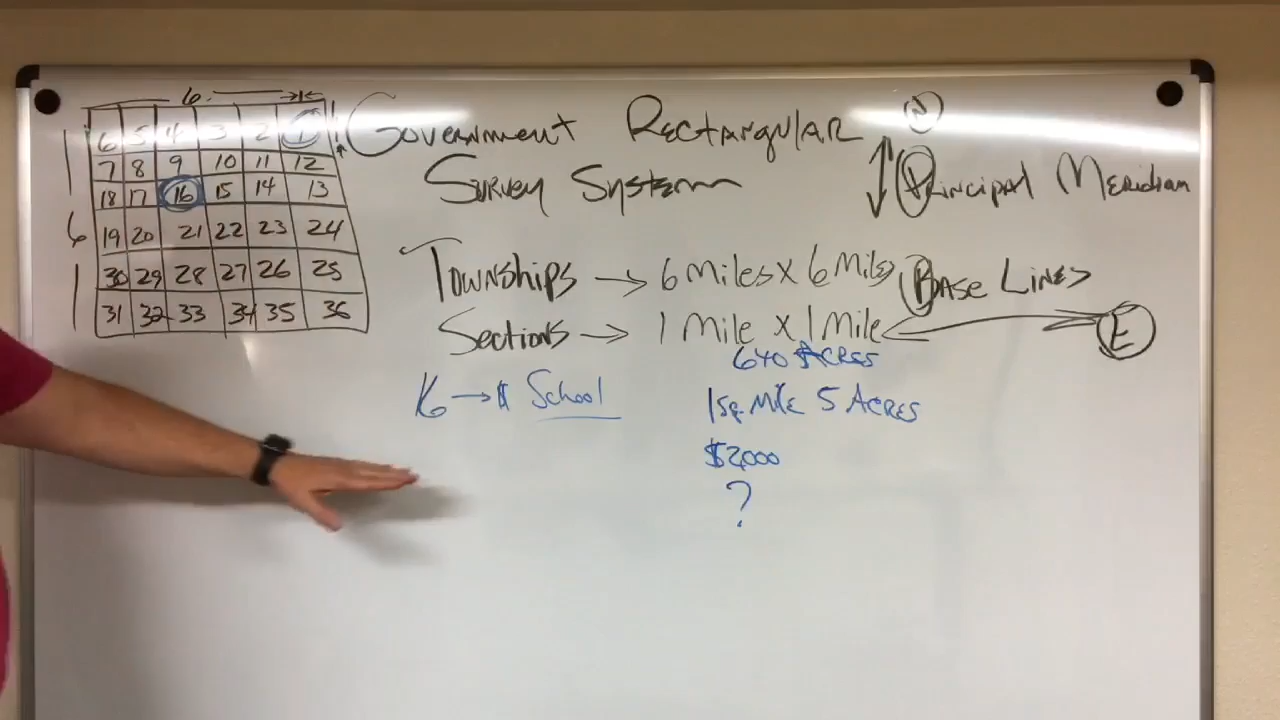 6
6 5 4 3 2 1
7 8 9 10 11 12
18 17 16 15 14 13
6
19 20 21 22 23 24
30 29 28 27 26 25
31 32 33 34 35 36
Government Rectangular
Survey System
Townships → 6 Miles x 6 Miles
Sections → 1 Mile x 1 Mile
640 Acres
16 → School
1 sq. Mile 5 Acres
$2,000
?
N
Principal Meridian
Base Lines
E